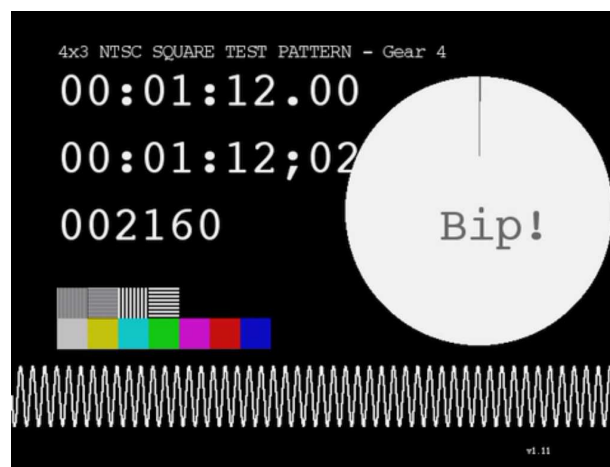 4x3 NTSC SQUARE TEST PATTERN - Gear 4
00:01:12.00
00:01:12;02
002160
Bip!
v1.11